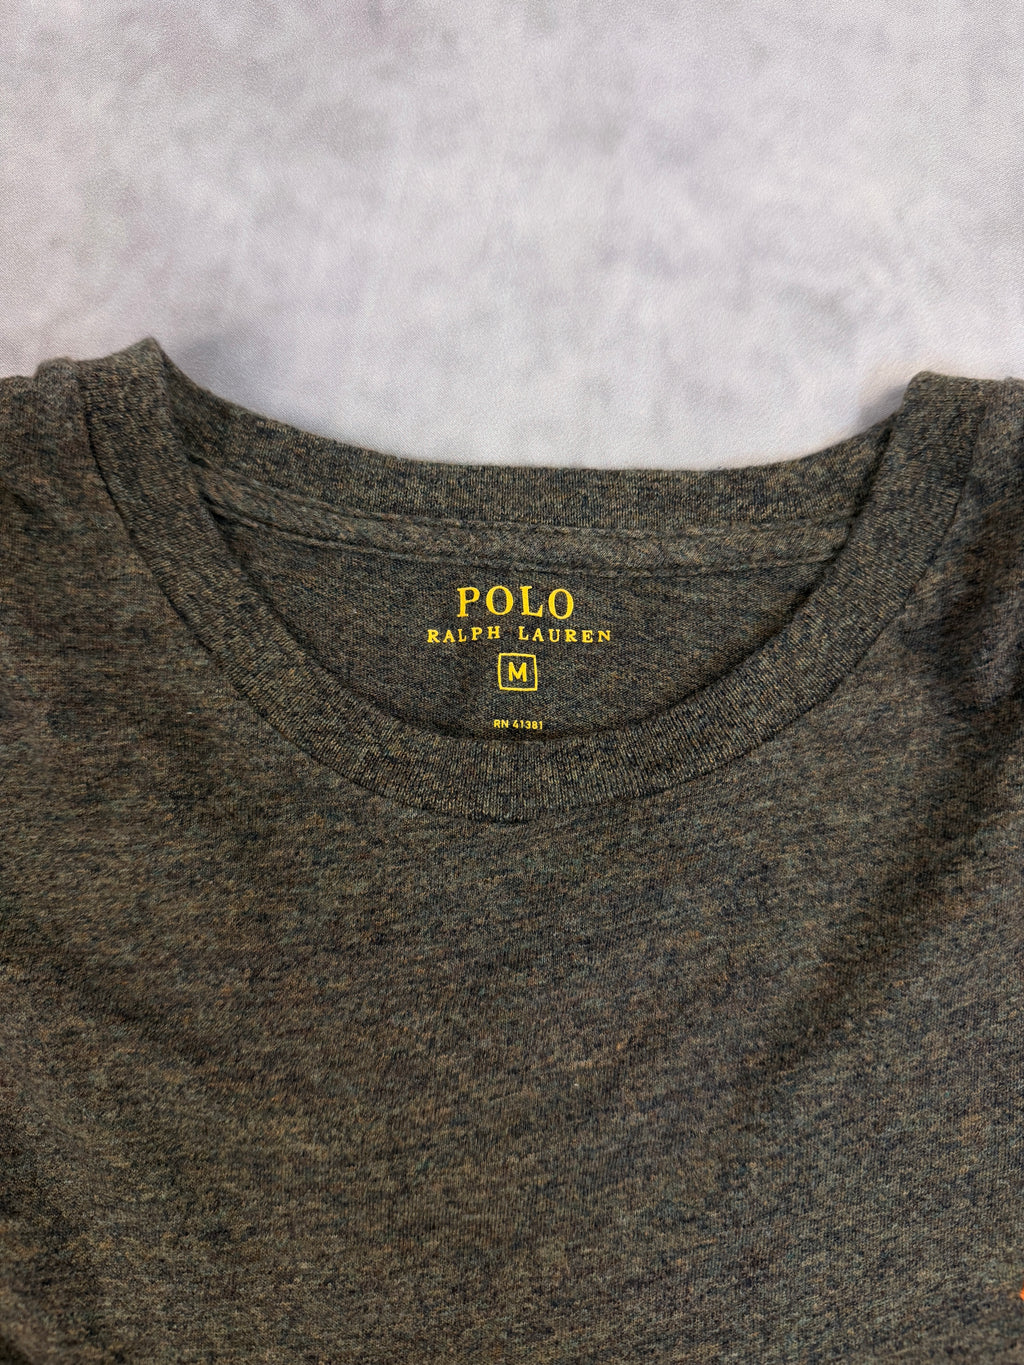 POLO
RALPH LAUREN
M
RN 41381